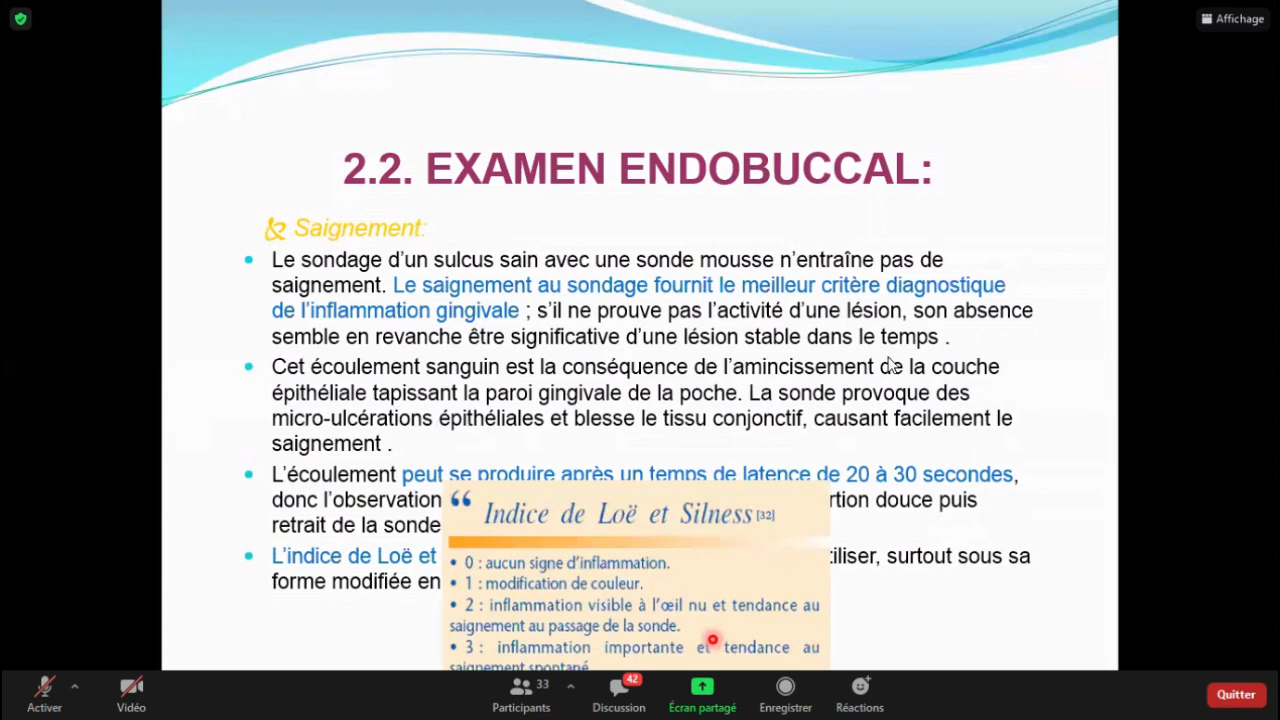 Affichage
2.2. EXAMEN ENDOBUCCAL:
Saignement:
Le sondage d’un sulcus sain avec une sonde mousse n’entraîne pas de
saignement. Le saignement au sondage fournit le meilleur critère diagnostique
de l’inflammation gingivale ; s’il ne prouve pas l’activité d’une lésion, son absence
semble en revanche être significative d’une lésion stable dans le temps .
Cet écoulement sanguin est la conséquence de l’amincissement de la couche
épithéliale tapissant la paroi gingivale de la poche. La sonde provoque des
micro-ulcérations épithéliales et blesse le tissu conjonctif, causant facilement le
saignement .
L’écoulement peut se produire après un temps de latence de 20 à 30 secondes,
donc l’observation rtion douce puis
retrait de la sonde
L’indice de Loë et tiliser, surtout sous sa
forme modifiée en
“ Indice de Loë et Silness [32]
• 0 : aucun signe d’inflammation.
• 1 : modification de couleur.
• 2 : inflammation visible à l’œil nu et tendance au
saignement au passage de la sonde.
• 3 : inflammation importante et tendance au
saignement spontané
Activer
Vidéo
Participants 33
Discussion 42
Écran partagé
Enregistrer
Réactions
Quitter